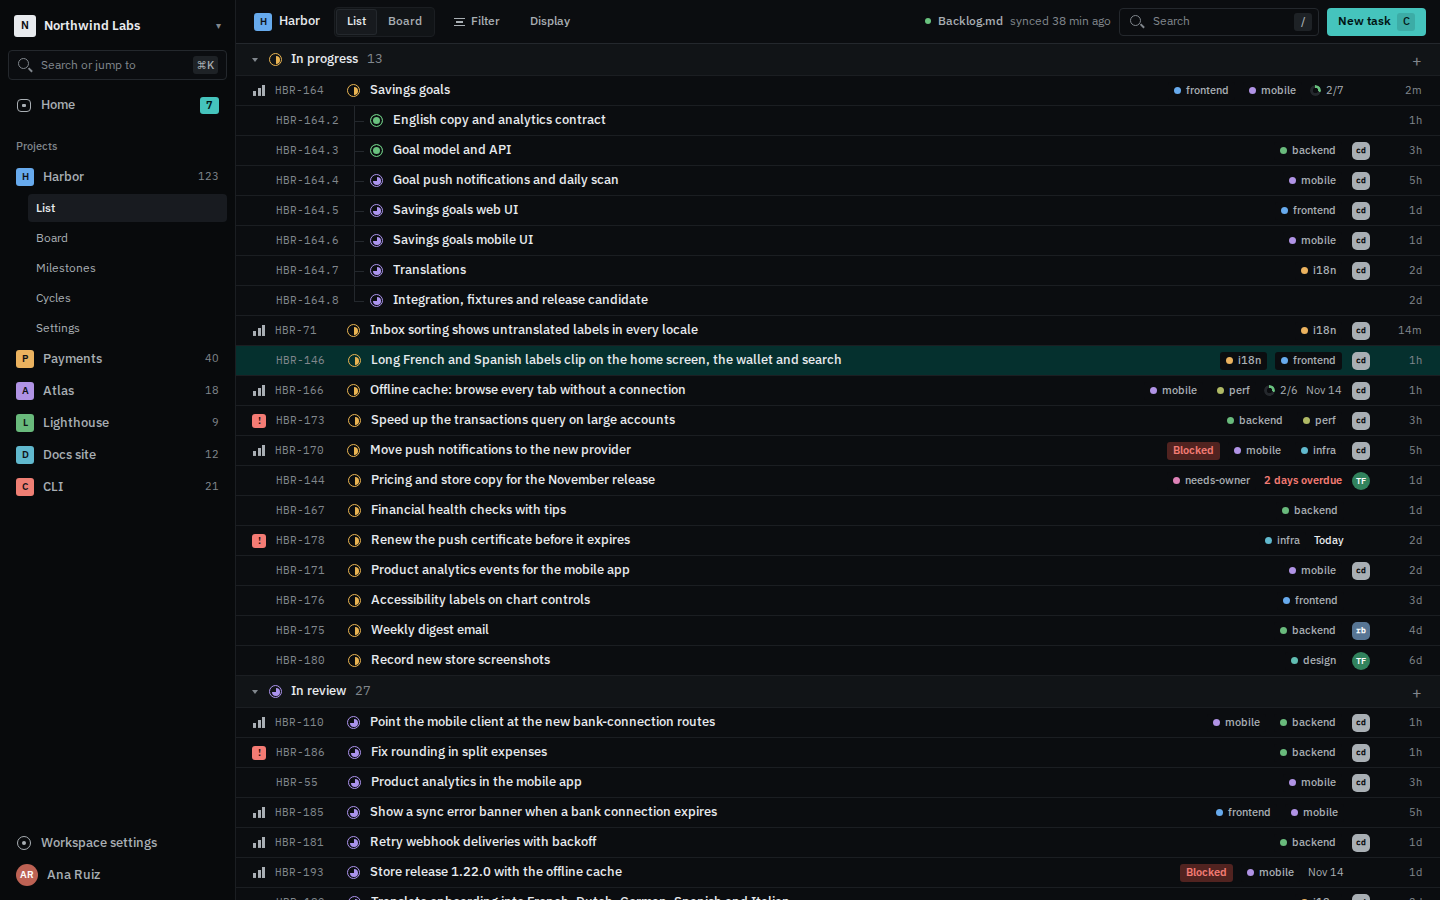 N Northwind Labs
Search or jump to ⌘K
Home 7
Projects
H Harbor 123
List
Board
Milestones
Cycles
Settings
P Payments 40
A Atlas 18
L Lighthouse 9
D Docs site 12
C CLI 21
Workspace settings
AR Ana Ruiz
H Harbor List Board Filter Display Backlog.md synced 38 min ago Search / New task C
In progress 13 +
HBR-164 Savings goals frontend mobile 2/7 2m
HBR-164.2 English copy and analytics contract 1h
HBR-164.3 Goal model and API backend cd 3h
HBR-164.4 Goal push notifications and daily scan mobile cd 5h
HBR-164.5 Savings goals web UI frontend cd 1d
HBR-164.6 Savings goals mobile UI mobile cd 1d
HBR-164.7 Translations i18n cd 2d
HBR-164.8 Integration, fixtures and release candidate 2d
HBR-71 Inbox sorting shows untranslated labels in every locale i18n cd 14m
HBR-146 Long French and Spanish labels clip on the home screen, the wallet and search i18n frontend cd 1h
HBR-166 Offline cache: browse every tab without a connection mobile perf 2/6 Nov 14 cd 1h
! HBR-173 Speed up the transactions query on large accounts backend perf cd 3h
HBR-170 Move push notifications to the new provider Blocked mobile infra cd 5h
HBR-144 Pricing and store copy for the November release needs-owner 2 days overdue TF 1d
HBR-167 Financial health checks with tips backend 1d
! HBR-178 Renew the push certificate before it expires infra Today 2d
HBR-171 Product analytics events for the mobile app mobile cd 2d
HBR-176 Accessibility labels on chart controls frontend 3d
HBR-175 Weekly digest email backend rb 4d
HBR-180 Record new store screenshots design TF 6d
In review 27 +
HBR-110 Point the mobile client at the new bank-connection routes mobile backend cd 1h
! HBR-186 Fix rounding in split expenses backend cd 1h
HBR-55 Product analytics in the mobile app mobile cd 3h
HBR-185 Show a sync error banner when a bank connection expires frontend mobile 5h
HBR-181 Retry webhook deliveries with backoff backend cd 1d
HBR-193 Store release 1.22.0 with the offline cache Blocked mobile Nov 14 1d
Translate onboarding into French, Dutch, German, Spanish and Italian